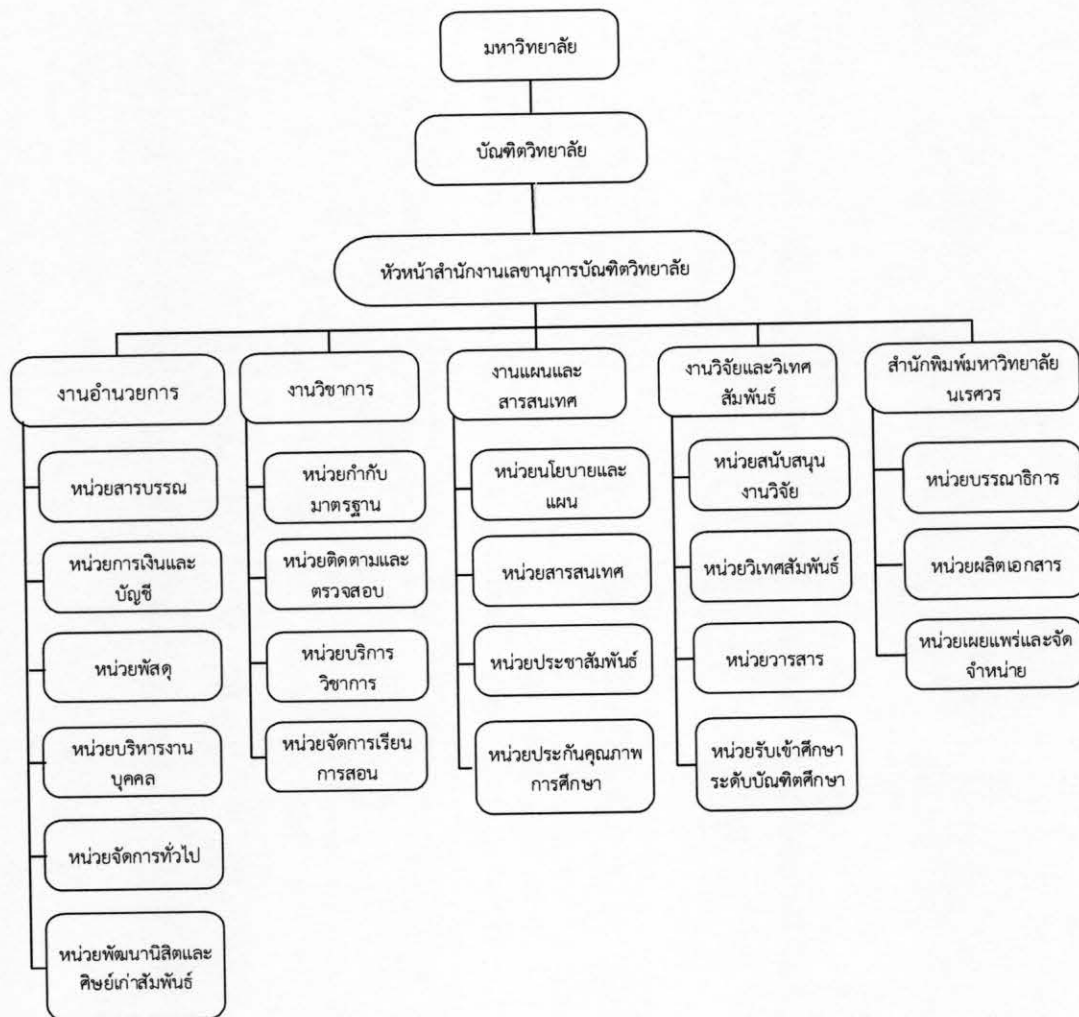 มหาวิทยาลัย
บัณฑิตวิทยาลัย
หัวหน้าสำนักงานเลขานุการบัณฑิตวิทยาลัย
งานอำนวยการ
หน่วยสารบรรณ
หน่วยการเงินและ
บัญชี
หน่วยพัสดุ
หน่วยบริหารงาน
บุคคล
หน่วยจัดการทั่วไป
หน่วยพัฒนานิสิตและ
ศิษย์เก่าสัมพันธ์
งานวิชาการ
หน่วยกำกับ
มาตรฐาน
หน่วยติดตามและ
ตรวจสอบ
หน่วยบริการ
วิชาการ
หน่วยจัดการเรียน
การสอน
งานแผนและ
สารสนเทศ
หน่วยนโยบายและ
แผน
หน่วยสารสนเทศ
หน่วยประชาสัมพันธ์
หน่วยประกันคุณภาพ
การศึกษา
งานวิจัยและวิเทศ
สัมพันธ์
หน่วยสนับสนุน
งานวิจัย
หน่วยวิเทศสัมพันธ์
หน่วยวารสาร
หน่วยรับเข้าศึกษา
ระดับบัณฑิตศึกษา
สำนักพิมพ์มหาวิทยาลัย
นเรศวร
หน่วยบรรณาธิการ
หน่วยผลิตเอกสาร
หน่วยเผยแพร่และจัด
จำหน่าย